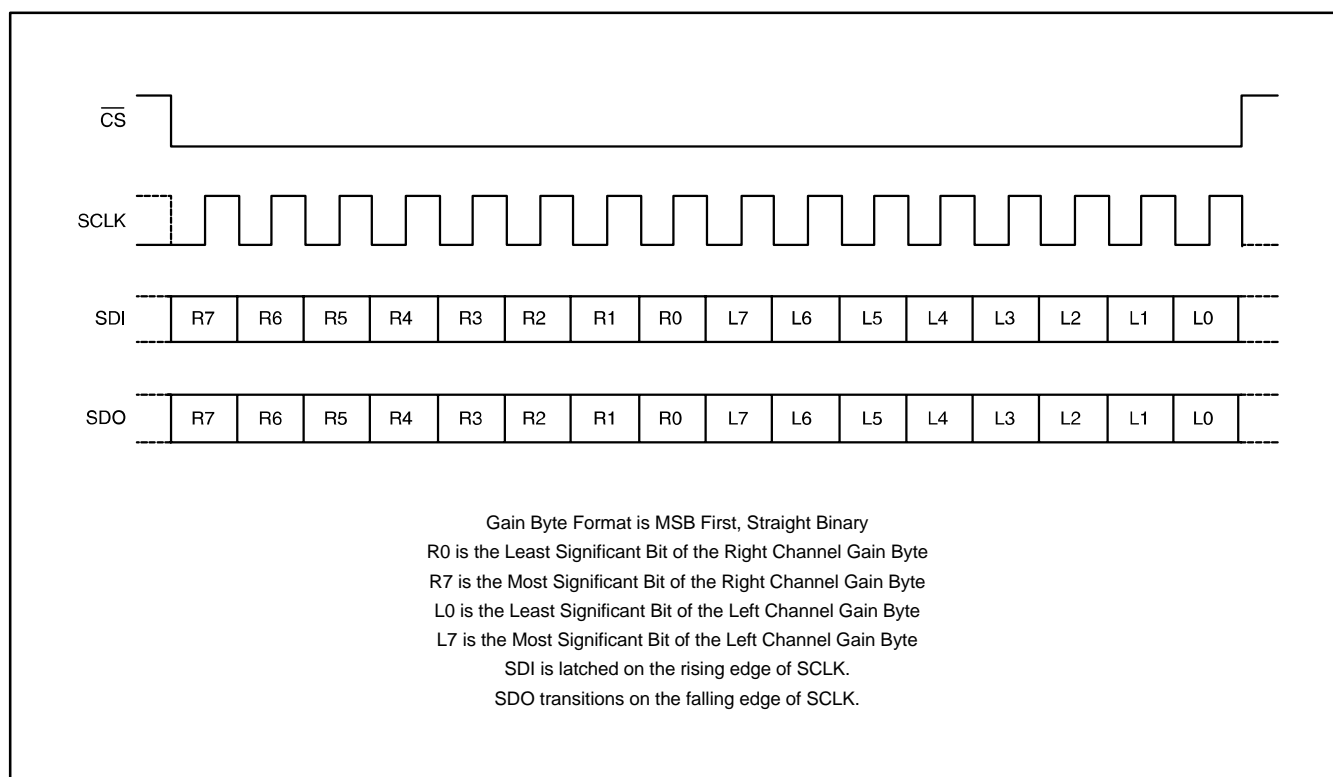 CS
SCLK
SDI R7 R6 R5 R4 R3 R2 R1 R0 L7 L6 L5 L4 L3 L2 L1 L0
SDO R7 R6 R5 R4 R3 R2 R1 R0 L7 L6 L5 L4 L3 L2 L1 L0
Gain Byte Format is MSB First, Straight Binary
R0 is the Least Significant Bit of the Right Channel Gain Byte
R7 is the Most Significant Bit of the Right Channel Gain Byte
L0 is the Least Significant Bit of the Left Channel Gain Byte
L7 is the Most Significant Bit of the Left Channel Gain Byte
SDI is latched on the rising edge of SCLK.
SDO transitions on the falling edge of SCLK.